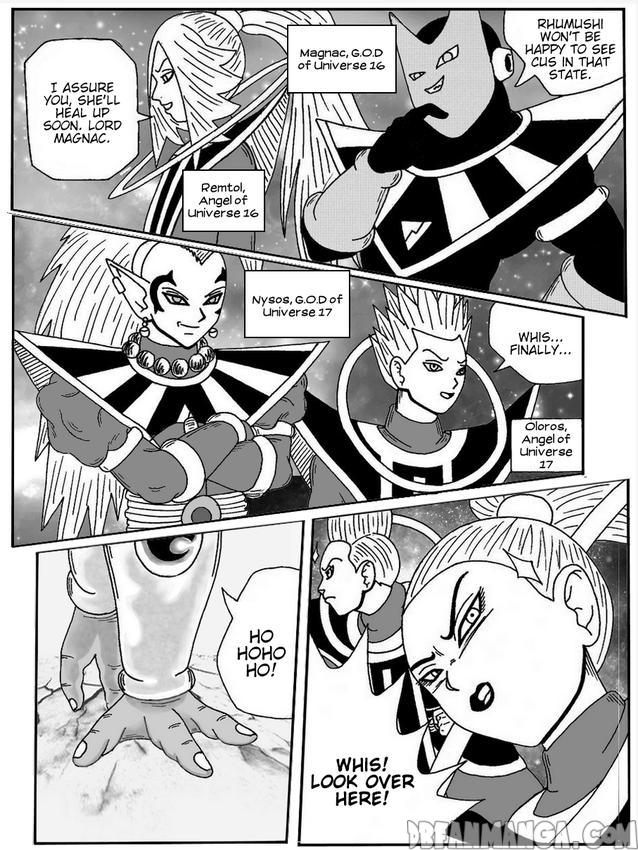 I ASSURE
YOU, SHE'LL
HEAL UP
SOON. LORD
MAGNAC.
Magnac, G.O.D
of Universe 16
RHUMUSHI
WON'T BE
HAPPY TO SEE
CUS IN THAT
STATE.
Remtol,
Angel of
Universe 16
Nysos, G.O.D of
Universe 17
WHIS...
FINALLY...
Oloros,
Angel of
Universe
17
HO
HOHO
HO!
WHIS!
LOOK OVER
HERE!
DBFANMANGA.COM